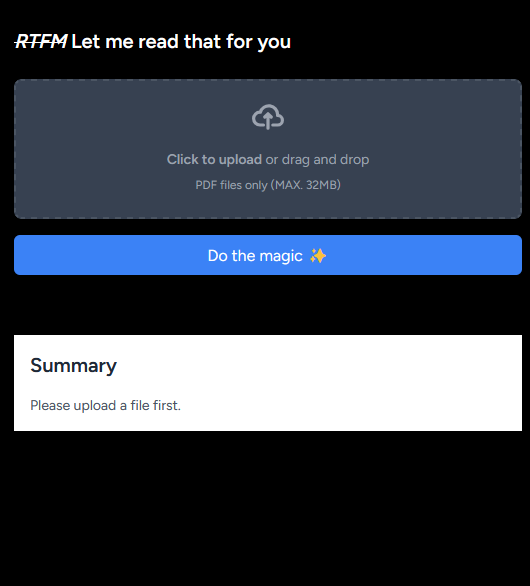 RTFM Let me read that for you
Click to upload or drag and drop
PDF files only (MAX. 32MB)
Do the magic ✨
Summary
Please upload a file first.